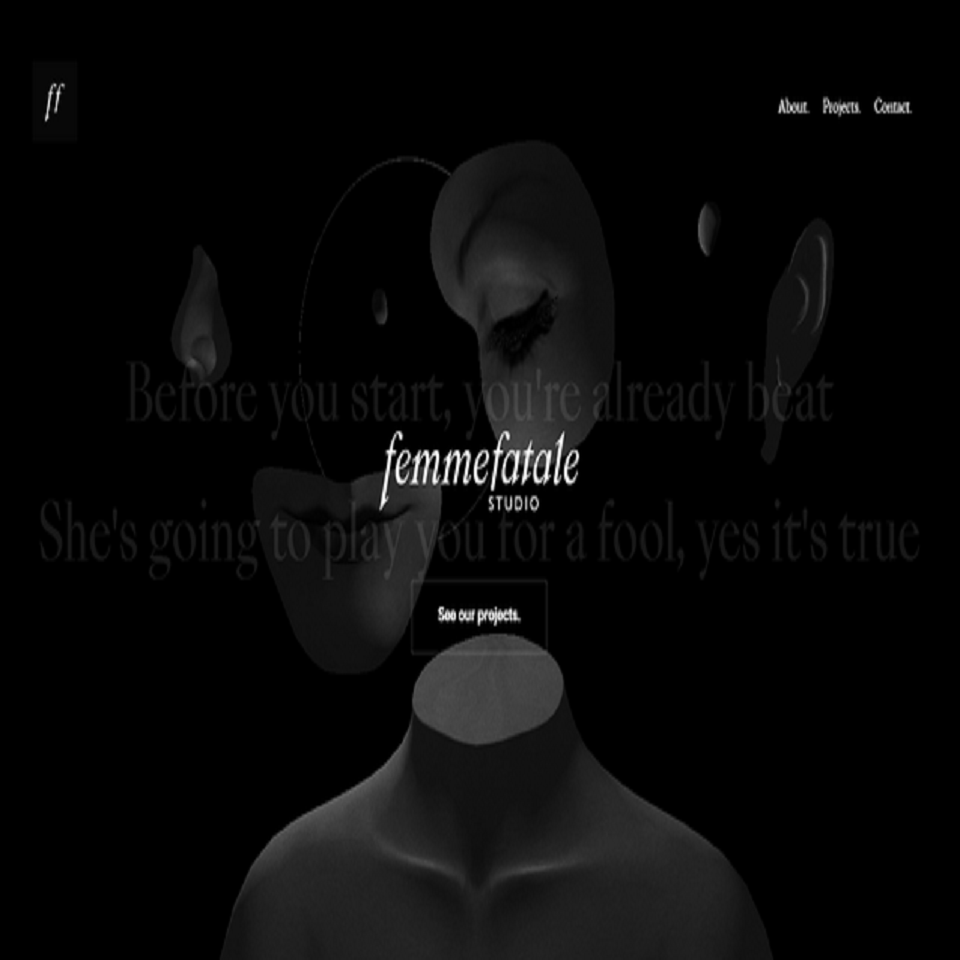 ff
About. Projects. Contact.
Before you start, you're already beat
femmefatale
STUDIO
She's going to play you for a fool, yes it's true
See our projects.